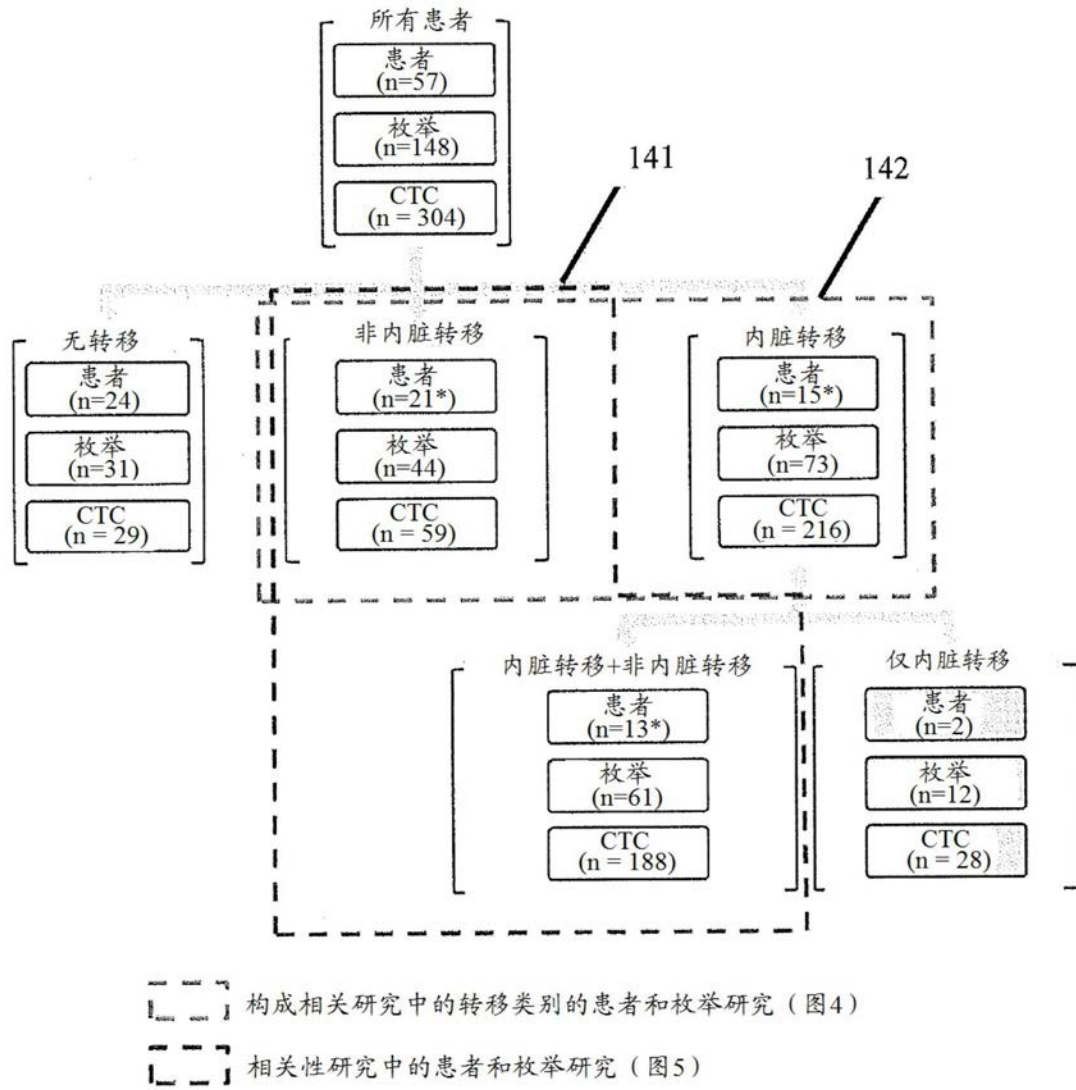 所有患者
患者
(n=57)
枚举
(n=148)
CTC
(n = 304)
141
142
无转移
患者
(n=24)
枚举
(n=31)
CTC
(n = 29)
非内脏转移
患者
(n=21*)
枚举
(n=44)
CTC
(n = 59)
内脏转移
患者
(n=15*)
枚举
(n=73)
CTC
(n = 216)
内脏转移+非内脏转移
患者
(n=13*)
枚举
(n=61)
CTC
(n = 188)
仅内脏转移
患者
(n=2)
枚举
(n=12)
CTC
(n = 28)
构成相关研究中的转移类别的患者和枚举研究（图4）
相关性研究中的患者和枚举研究（图5）